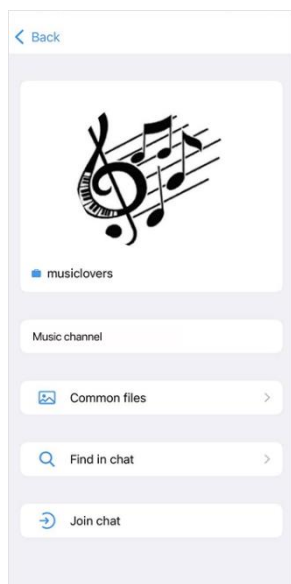 Back
musiclovers
Music channel
Common files
Find in chat
Join chat